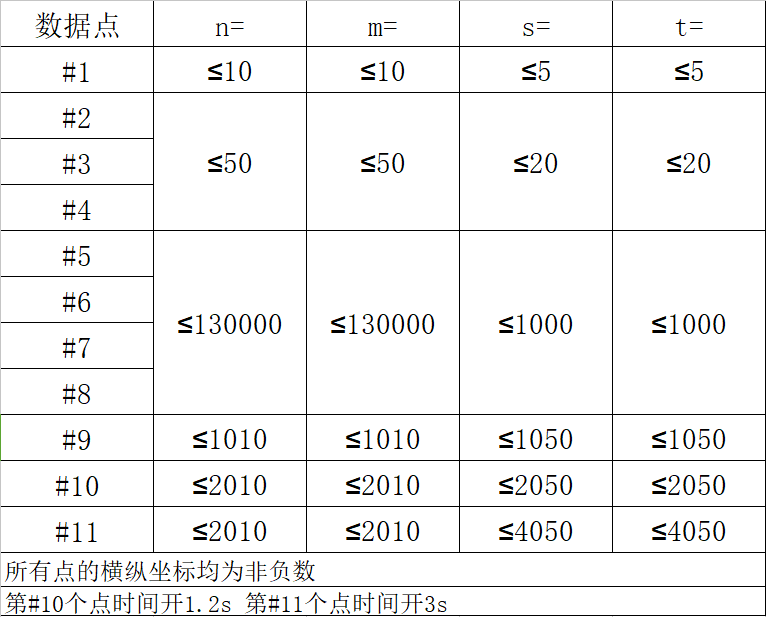 数据点 n= m= s= t=
#1 ≤10 ≤10 ≤5 ≤5
#2
#3 ≤50 ≤50 ≤20 ≤20
#4
#5
#6
≤130000 ≤130000 ≤1000 ≤1000
#7
#8
#9 ≤1010 ≤1010 ≤1050 ≤1050
#10 ≤2010 ≤2010 ≤2050 ≤2050
#11 ≤2010 ≤2010 ≤4050 ≤4050
所有点的横纵坐标均为非负数
第#10个点时间开1.2s 第#11个点时间开3s